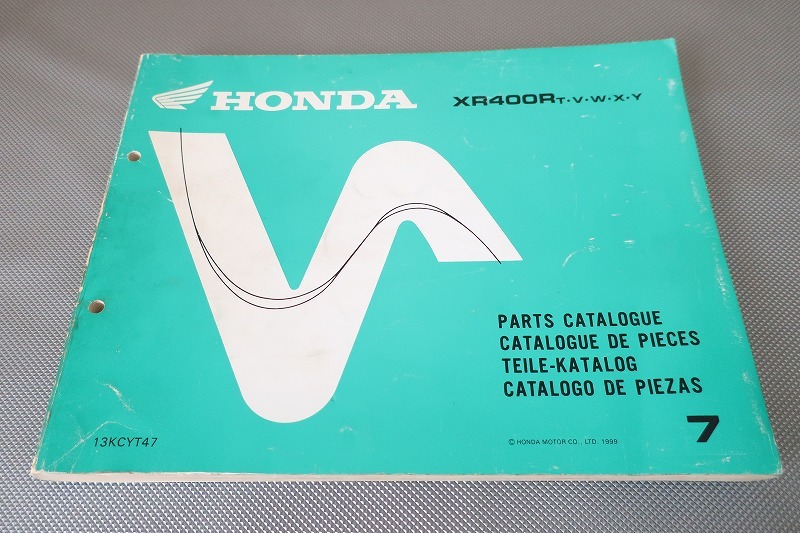 HONDA
XR400RT·V·W·X·Y
PARTS CATALOGUE
CATALOGUE DE PIECES
TEILE-KATALOG
CATALOGO DE PIEZAS
7
13KCYT47
© HONDA MOTOR CO., LTD. 1999